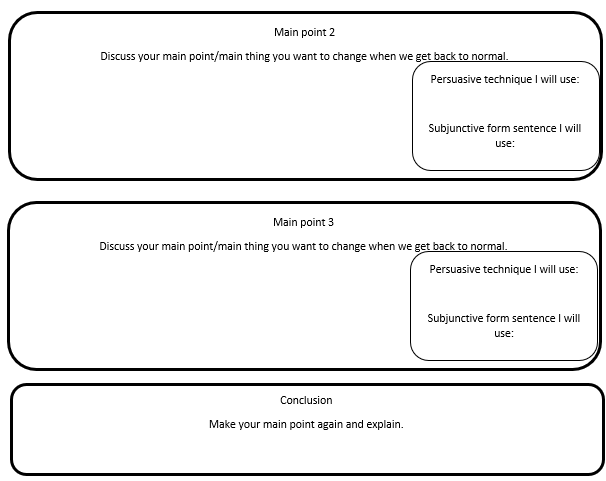 Main point 2
Discuss your main point/main thing you want to change when we get back to normal.
Persuasive technique I will use:
Subjunctive form sentence I will
use:
Main point 3
Discuss your main point/main thing you want to change when we get back to normal.
Persuasive technique I will use:
Subjunctive form sentence I will
use:
Conclusion
Make your main point again and explain.